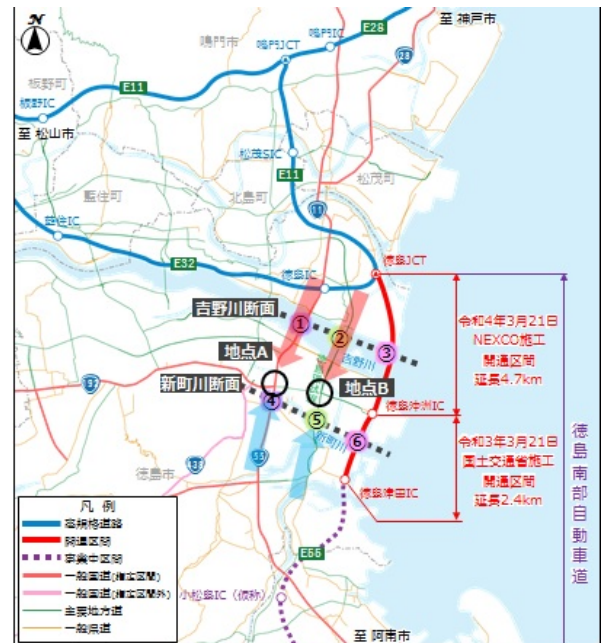 N
至 神戸市
鳴門市
鳴門IC
鳴門JCT
E28
28
板野町
E11
板野IC
至 松山市
松茂SIC
E11
松茂町
北島町
藍住町
11
藍住IC
E32
徳島IC
徳島JCT
吉野川断面
①
②
③
吉野川
地点A
地点B
新町川断面
192
④
⑤
⑥
新町川
徳島沖洲IC
令和4年3月21日
NEXCO施工
開通区間
延長4.7km
令和3年3月21日
国土交通省施工
開通区間
延長2.4km
徳島南部自動車道
徳島市
438
55
徳島津田IC
E55
小松島IC(仮称)
至 阿南市
凡 例
高規格道路
開通区間
事業中区間
一般国道(指定区間)
一般国道(指定区間外)
主要地方道
一般県道